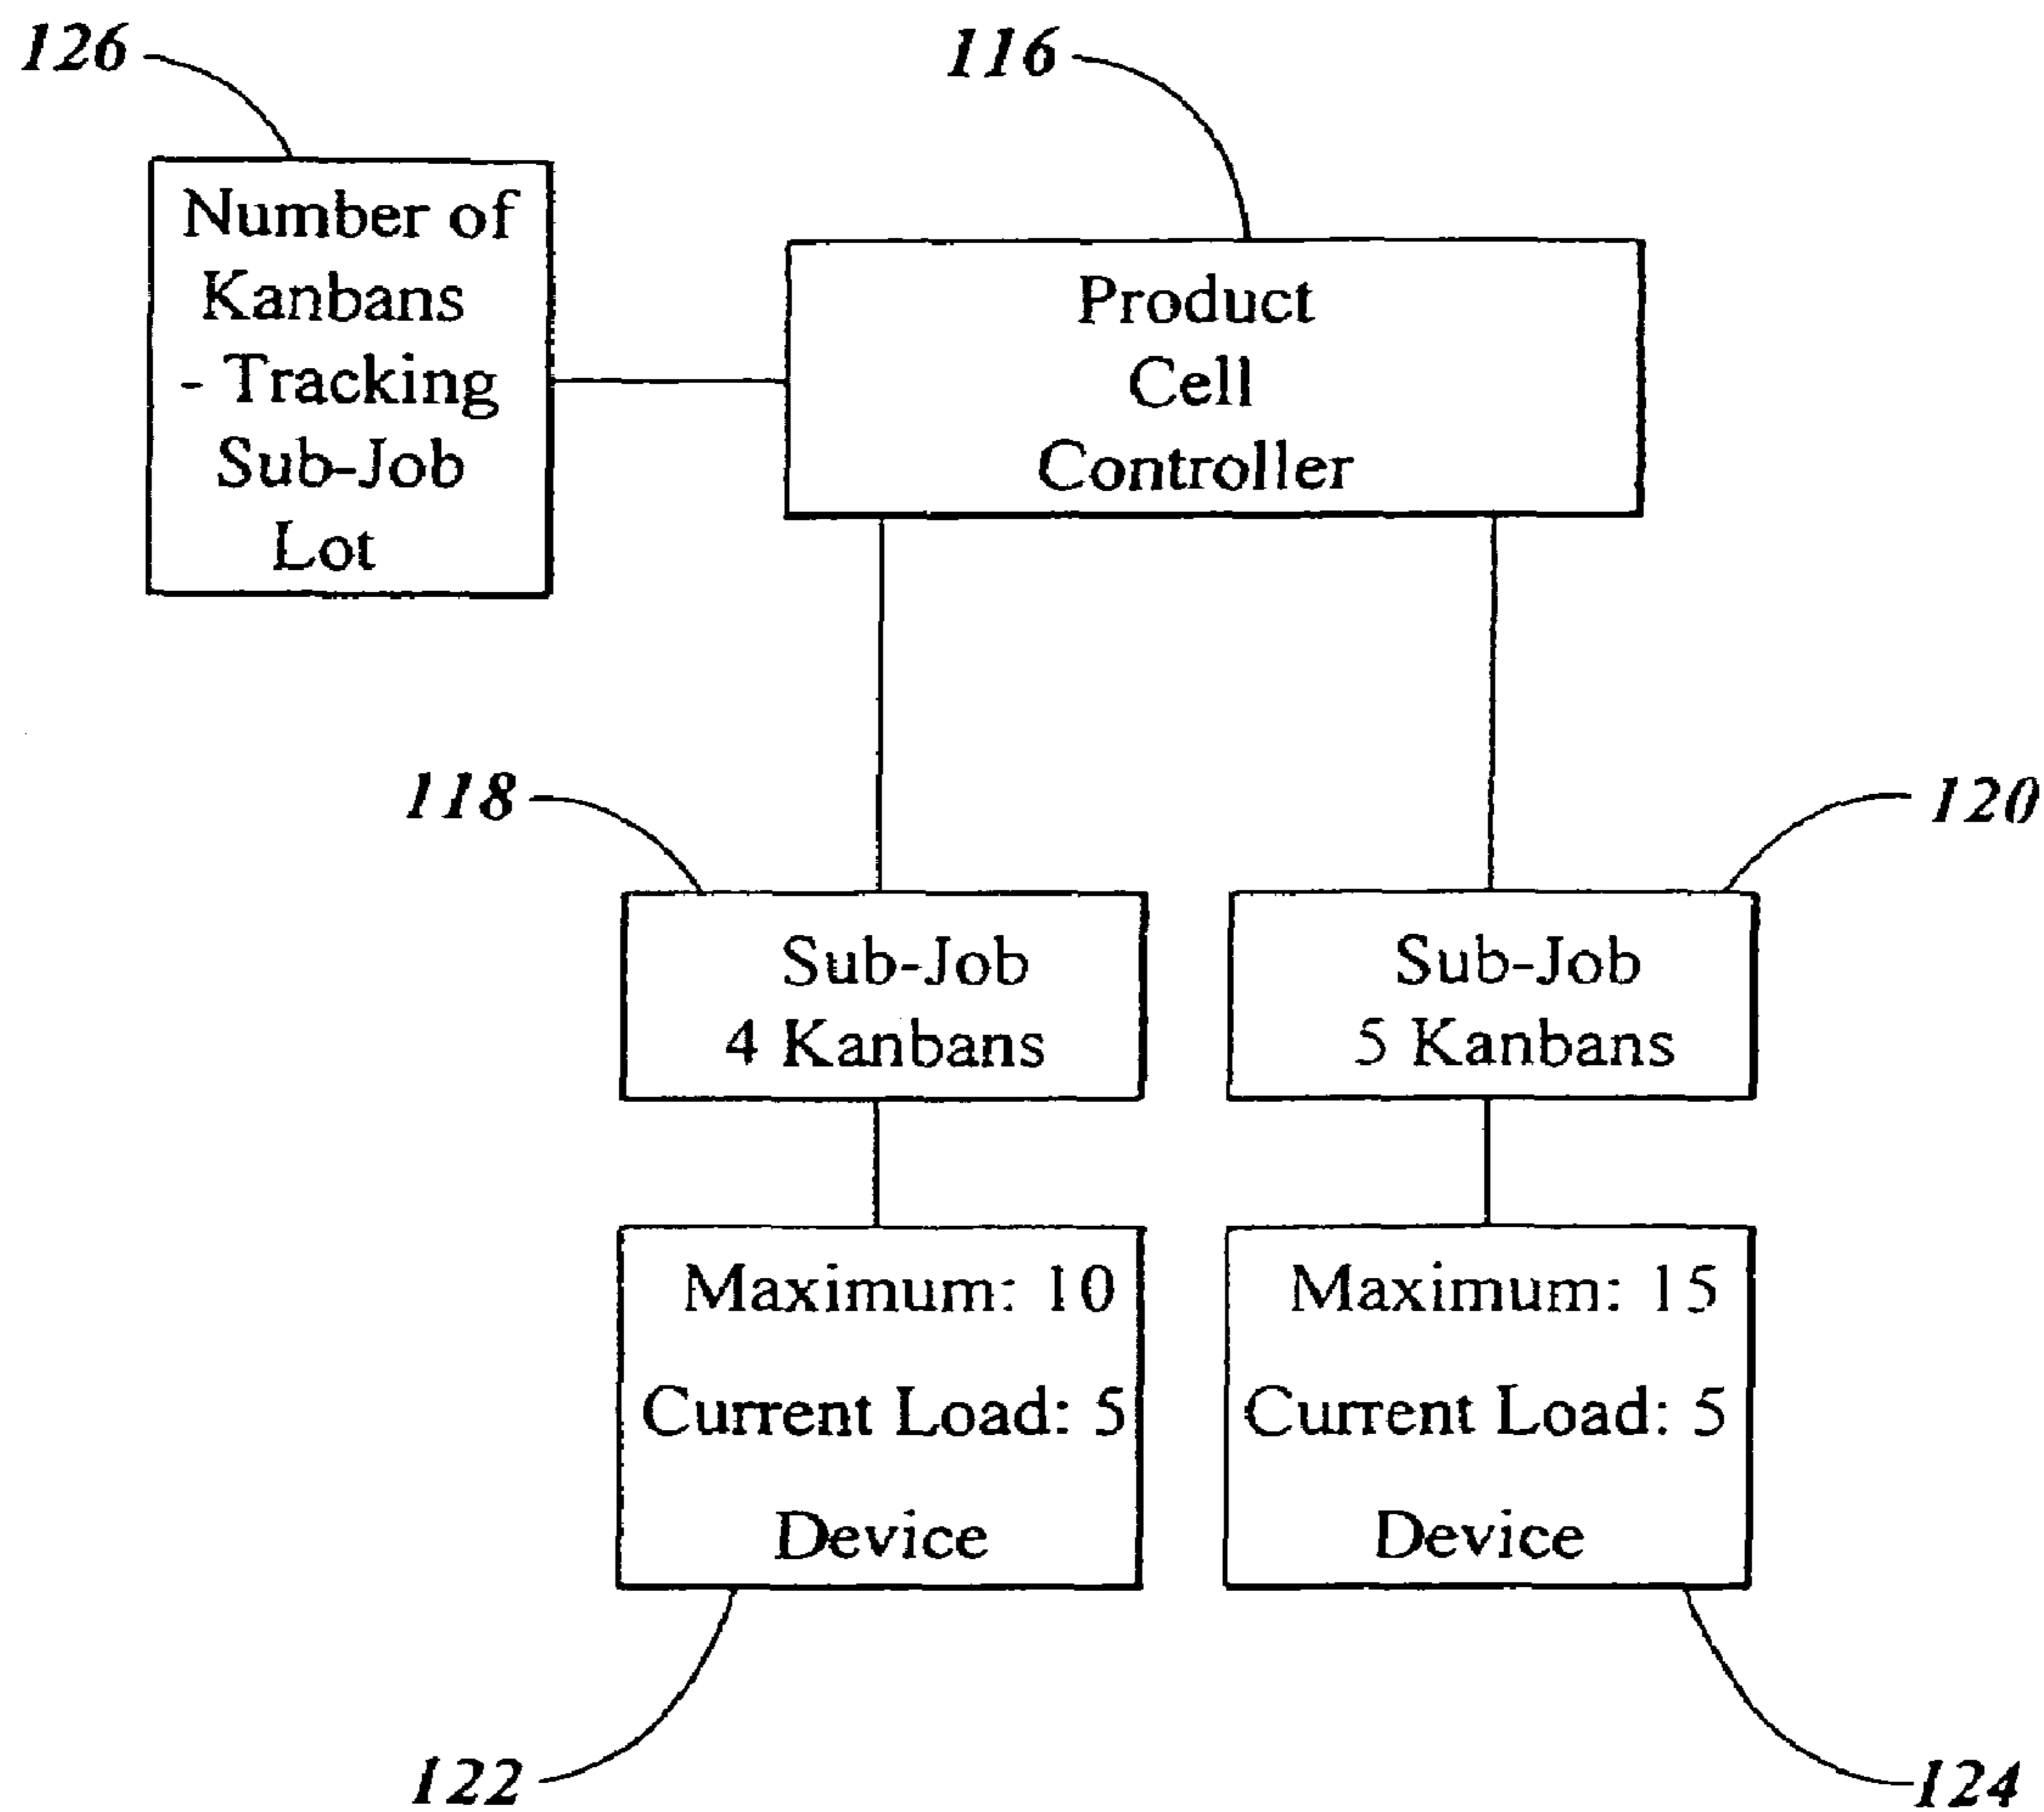 126
116
Number of
Kanbans
- Tracking
Sub-Job
Lot
Product
Cell
Controller
118
120
Sub-Job
4 Kanbans
Sub-Job
5 Kanbans
Maximum: 10
Current Load: 5
Device
Maximum: 15
Current Load: 5
Device
122
124